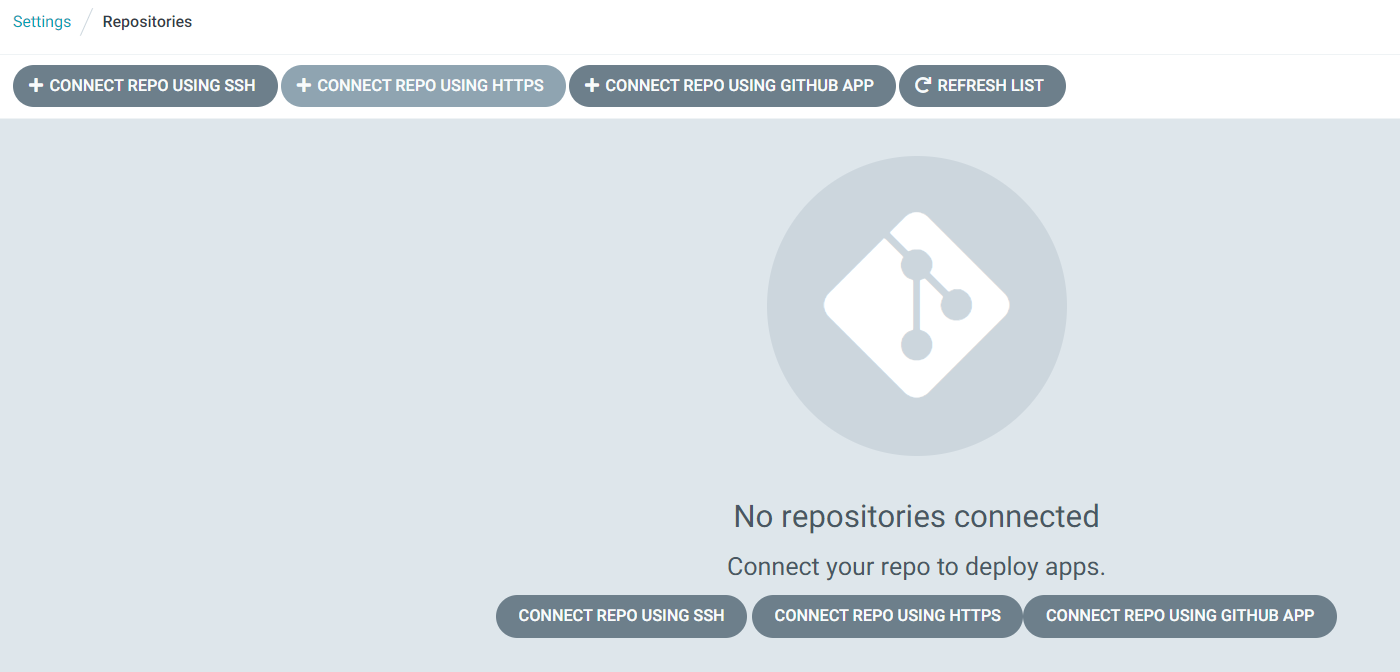 Settings / Repositories
CONNECT REPO USING SSH CONNECT REPO USING HTTPS CONNECT REPO USING GITHUB APP REFRESH LIST
No repositories connected
Connect your repo to deploy apps.
CONNECT REPO USING SSH CONNECT REPO USING HTTPS CONNECT REPO USING GITHUB APP